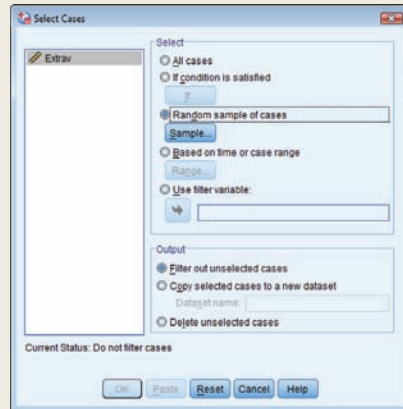 Select Cases
Extrav
Select
All cases
If condition is satisfied
If...
Random sample of cases
Sample...
Based on time or case range
Range...
Use filter variable:
Output
Filter out unselected cases
Copy selected cases to a new dataset
Dataset name:
Delete unselected cases
Current Status: Do not filter cases
OK Paste Reset Cancel Help